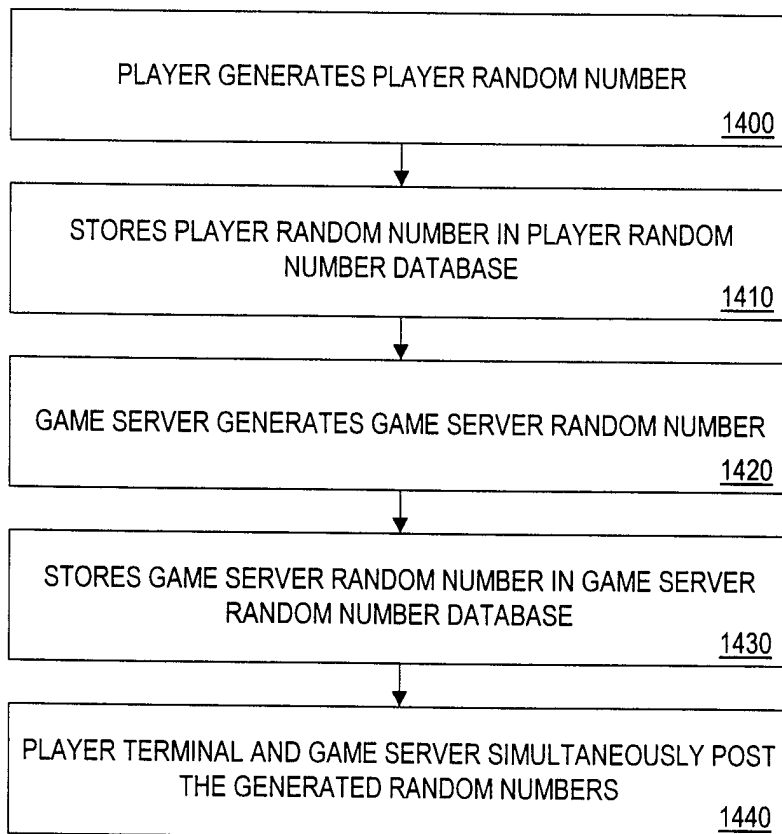 PLAYER GENERATES PLAYER RANDOM NUMBER
1400
STORES PLAYER RANDOM NUMBER IN PLAYER RANDOM
NUMBER DATABASE
1410
GAME SERVER GENERATES GAME SERVER RANDOM NUMBER
1420
STORES GAME SERVER RANDOM NUMBER IN GAME SERVER
RANDOM NUMBER DATABASE
1430
PLAYER TERMINAL AND GAME SERVER SIMULTANEOUSLY POST
THE GENERATED RANDOM NUMBERS
1440